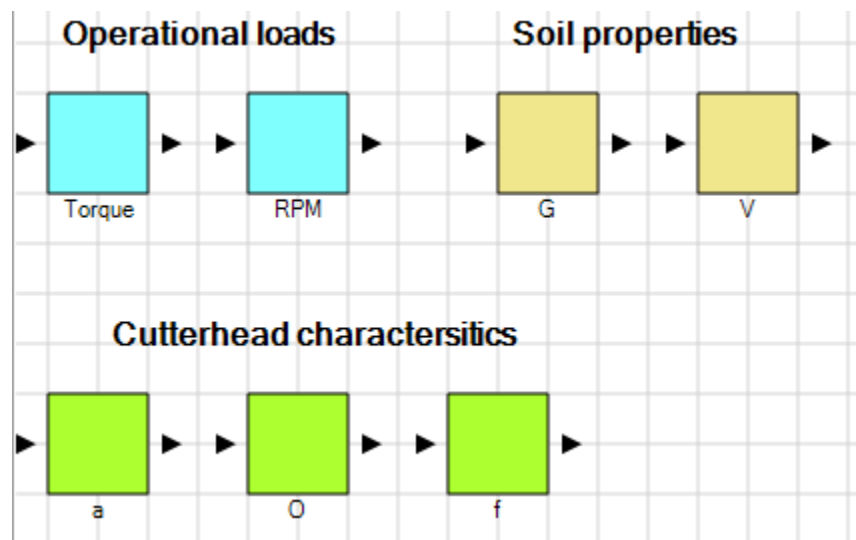 Operational loads
Soil properties
Torque
RPM
G
V
Cutterhead charactersitics
a
O
f